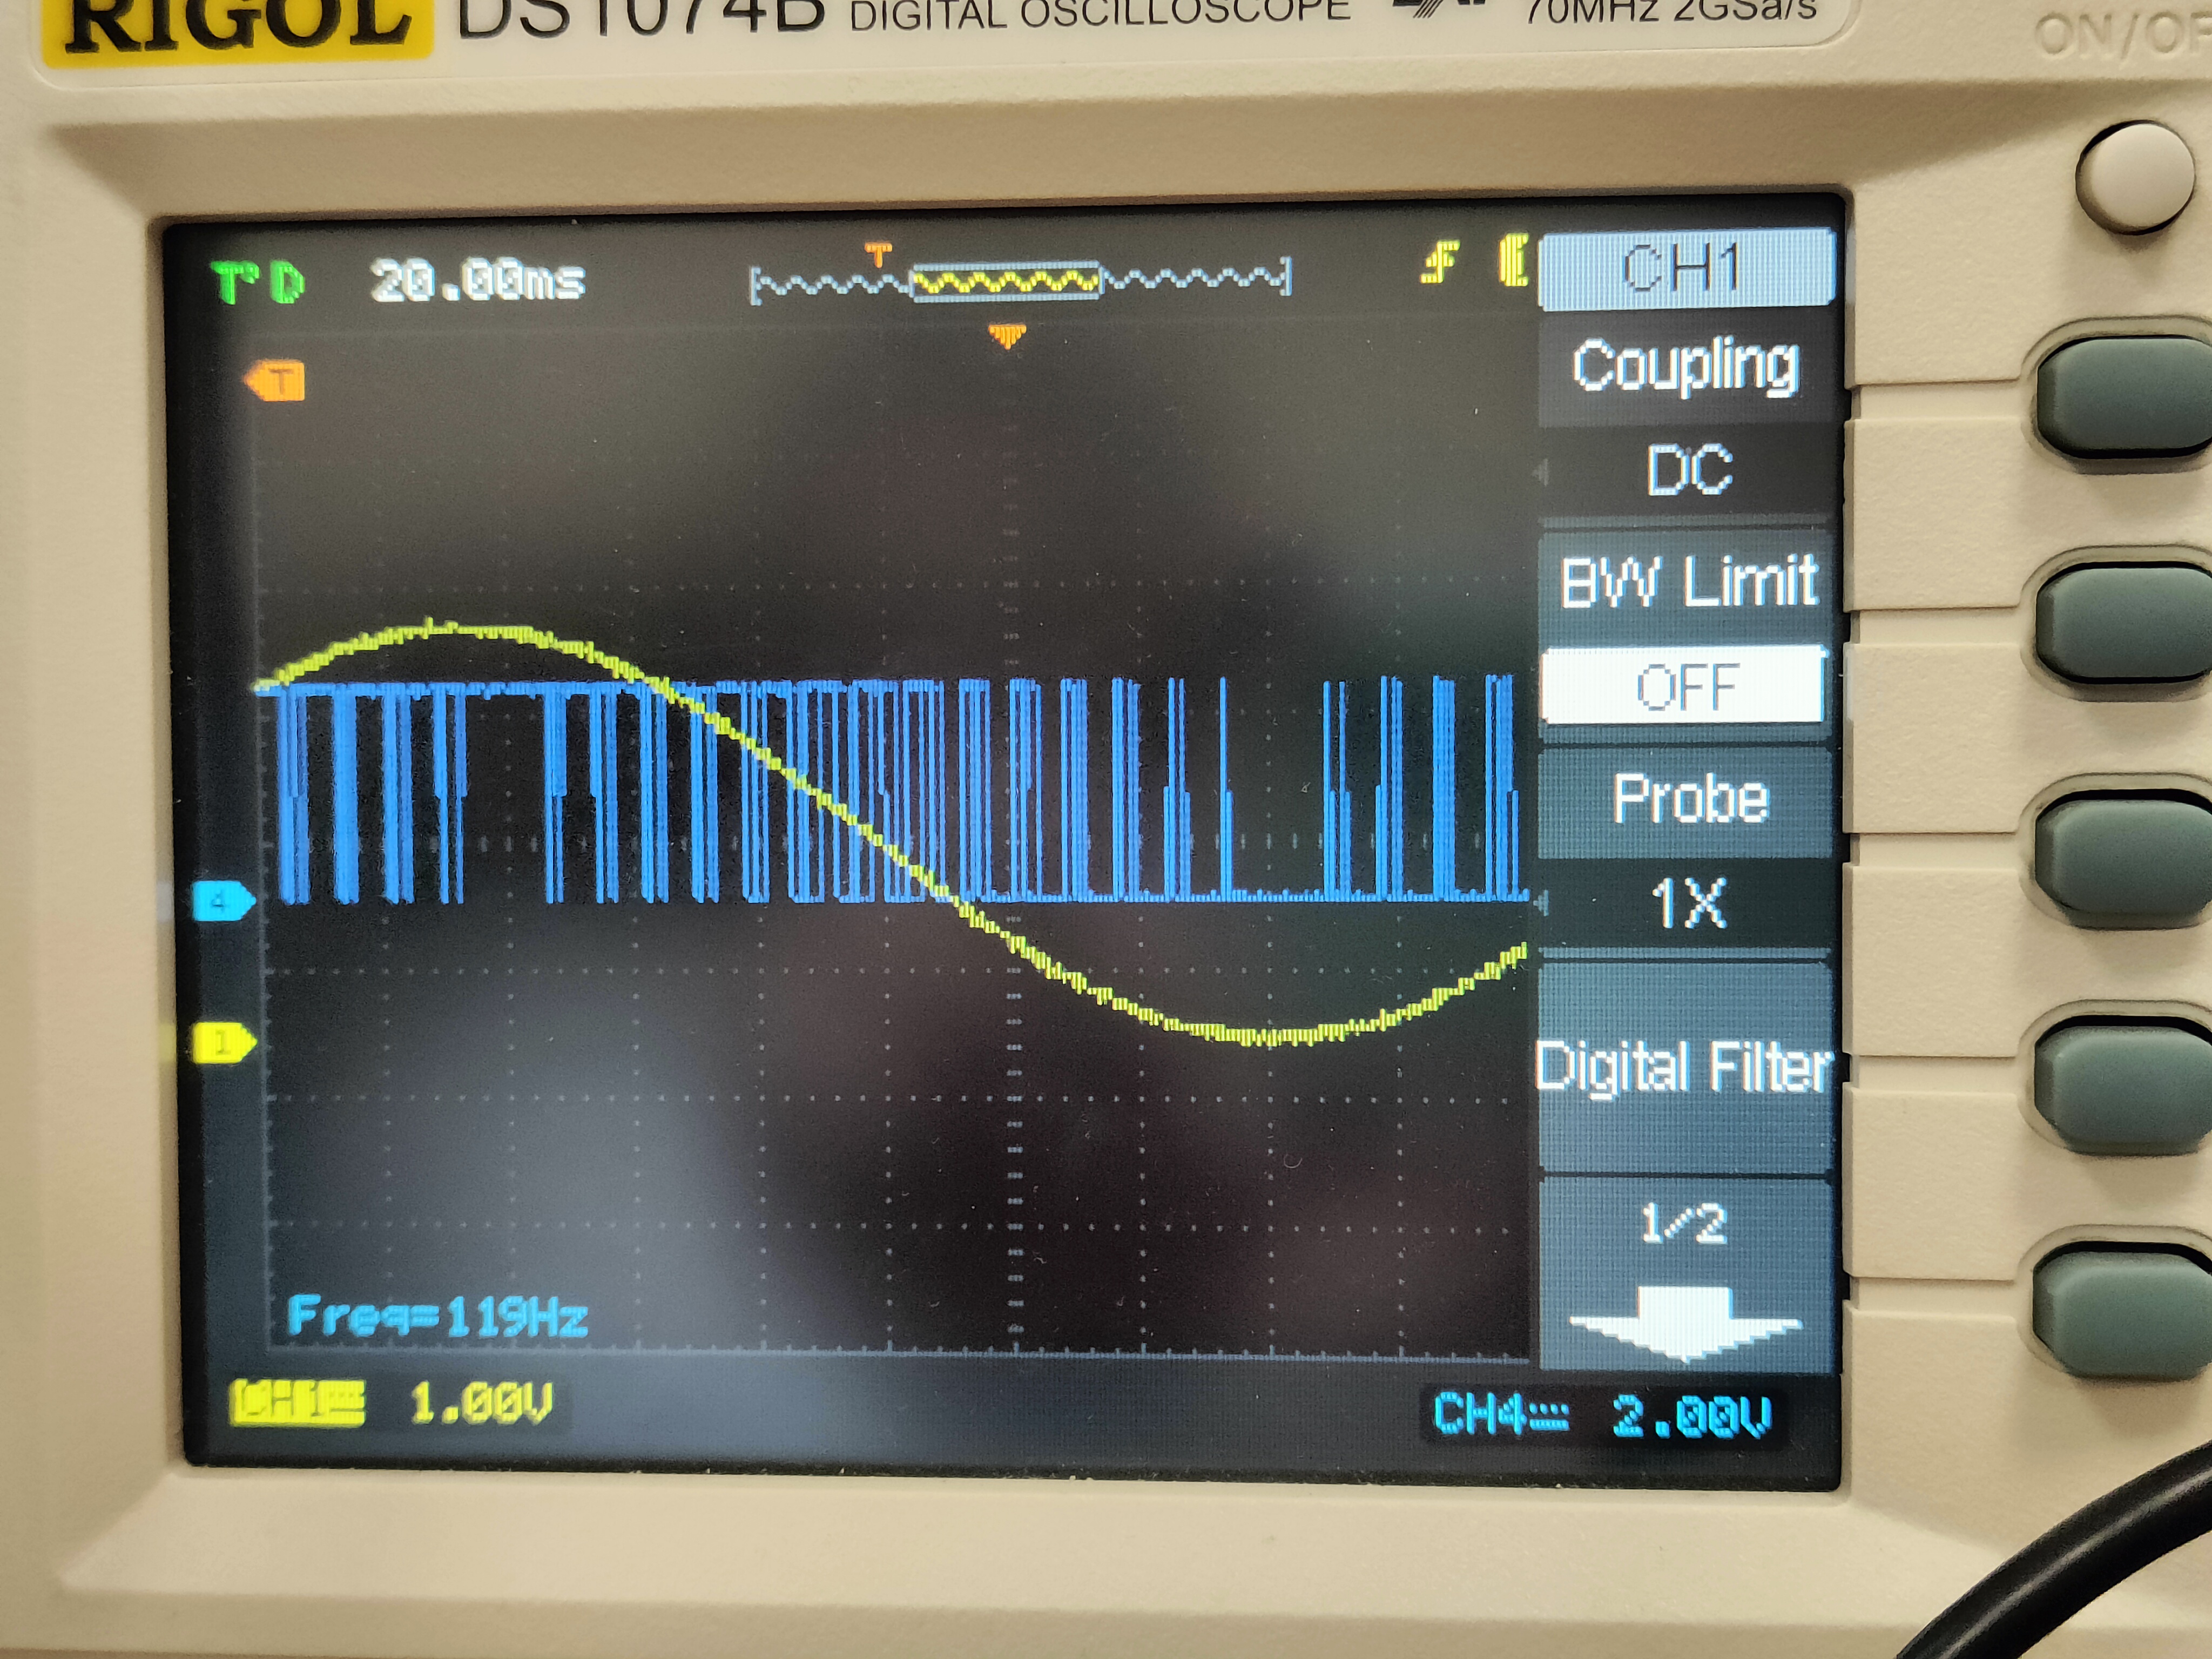 RIGOL DS1074B DIGITAL OSCILLOSCOPE 70MHz 2GSa/s
ON/OF
T'D 20.00ms T
CH1
T
Coupling
DC
BW Limit
OFF
Probe
4
1X
1
Digital Filter
1/2
Freq=119Hz
CH1 1.00V CH4 2.00V